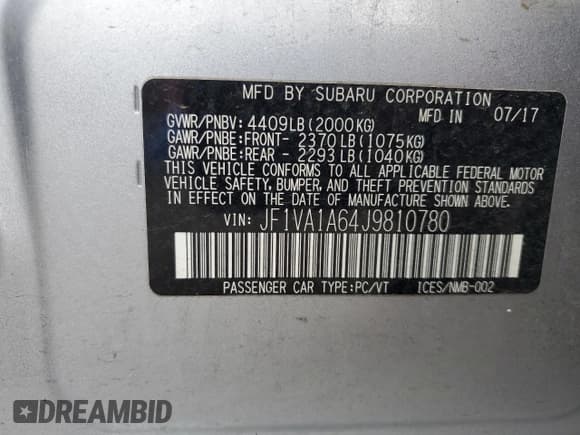 MFD BY SUBARU CORPORATION
MFD IN 07/17
GVWR/PNBV: 4409LB(2000KG)
GAWR/PNBE:FRONT- 2370LB(1075KG)
GAWR/PNBE:REAR - 2293LB(1040KG)
THIS VEHICLE CONFORMS TO ALL APPLICABLE FEDERAL MOTOR
VEHICLE SAFETY, BUMPER, AND THEFT PREVENTION STANDARDS
IN EFFECT ON THE DATE OF MANUFACTURE SHOWN ABOVE.
VIN: JF1VA1A64J9810780
PASSENGER CAR TYPE:PC/VT ICES/NMB-002
DREAMBID